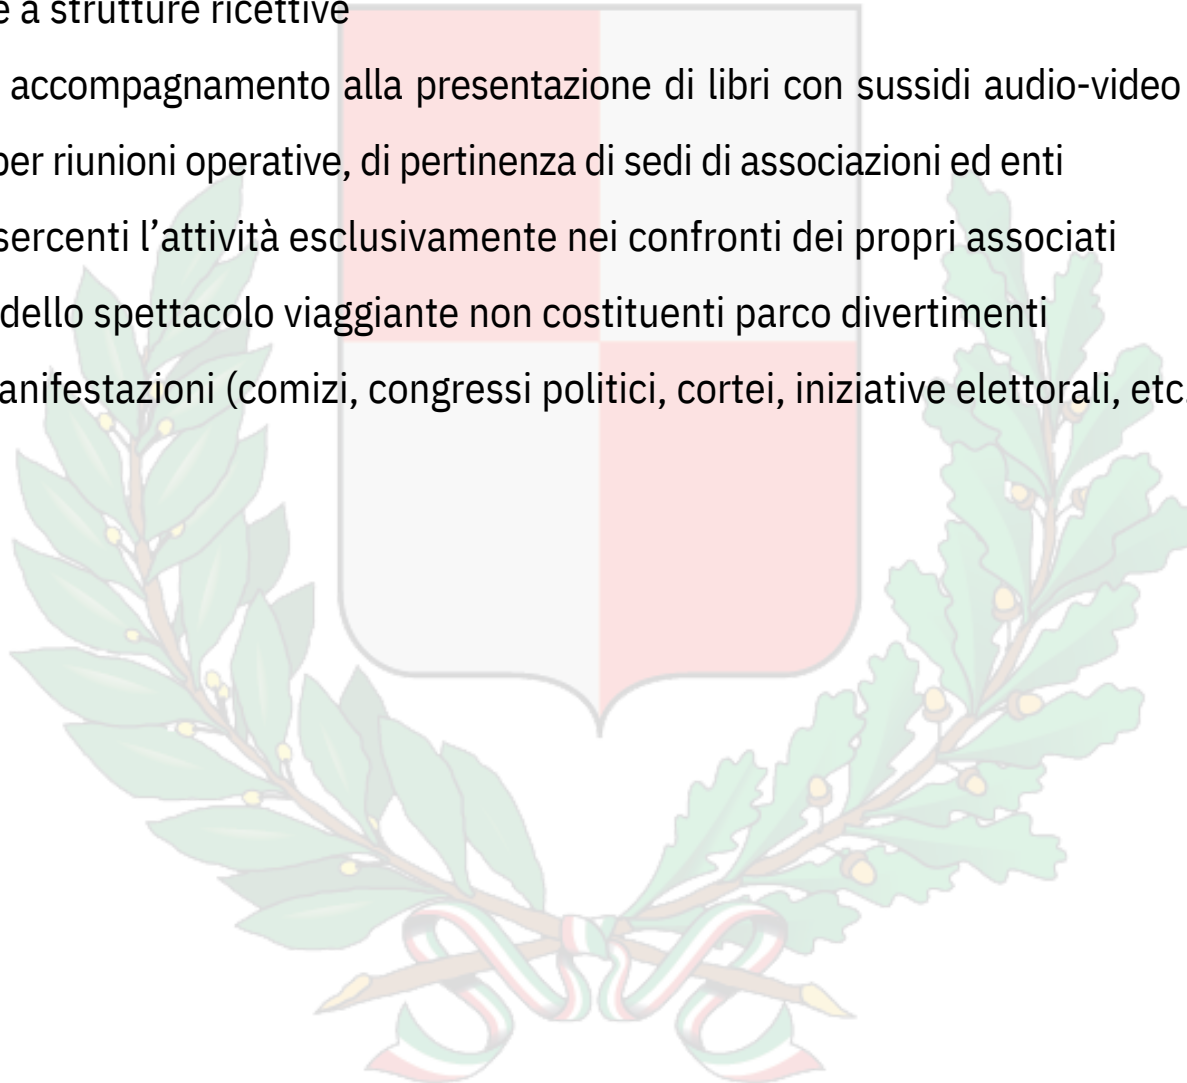 e a strutture ricettive
accompagnamento alla presentazione di libri con sussidi audio-video
per riunioni operative, di pertinenza di sedi di associazioni ed enti
sercenti l’attività esclusivamente nei confronti dei propri associati
dello spettacolo viaggiante non costituenti parco divertimenti
anifestazioni (comizi, congressi politici, cortei, iniziative elettorali, etc.